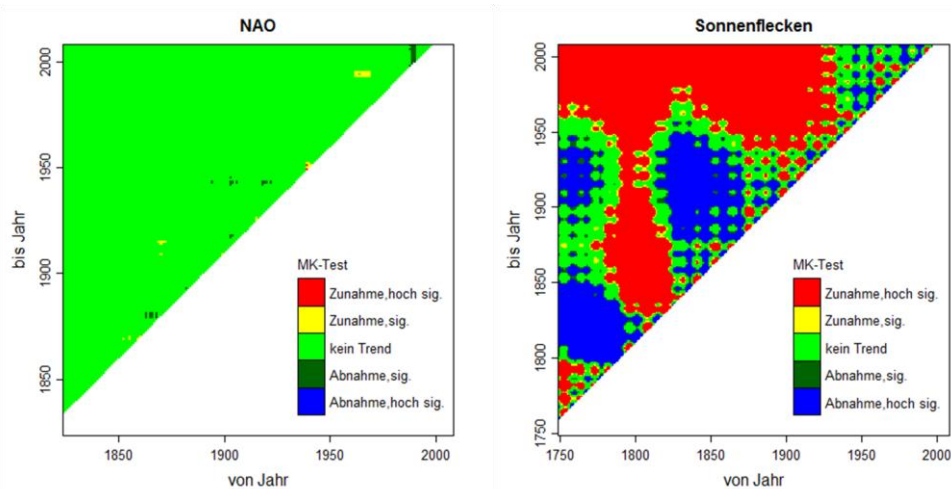 NAO
2000
1950
1900
1850
bis Jahr
MK-Test
Zunahme,hoch sig.
Zunahme,sig.
kein Trend
Abnahme,sig.
Abnahme,hoch sig.
1850 1900 1950 2000
von Jahr
Sonnenflecken
2000
1950
1900
1850
1800
1750
bis Jahr
MK-Test
Zunahme,hoch sig.
Zunahme,sig.
kein Trend
Abnahme,sig.
Abnahme,hoch sig.
1750 1800 1850 1900 1950 2000
von Jahr